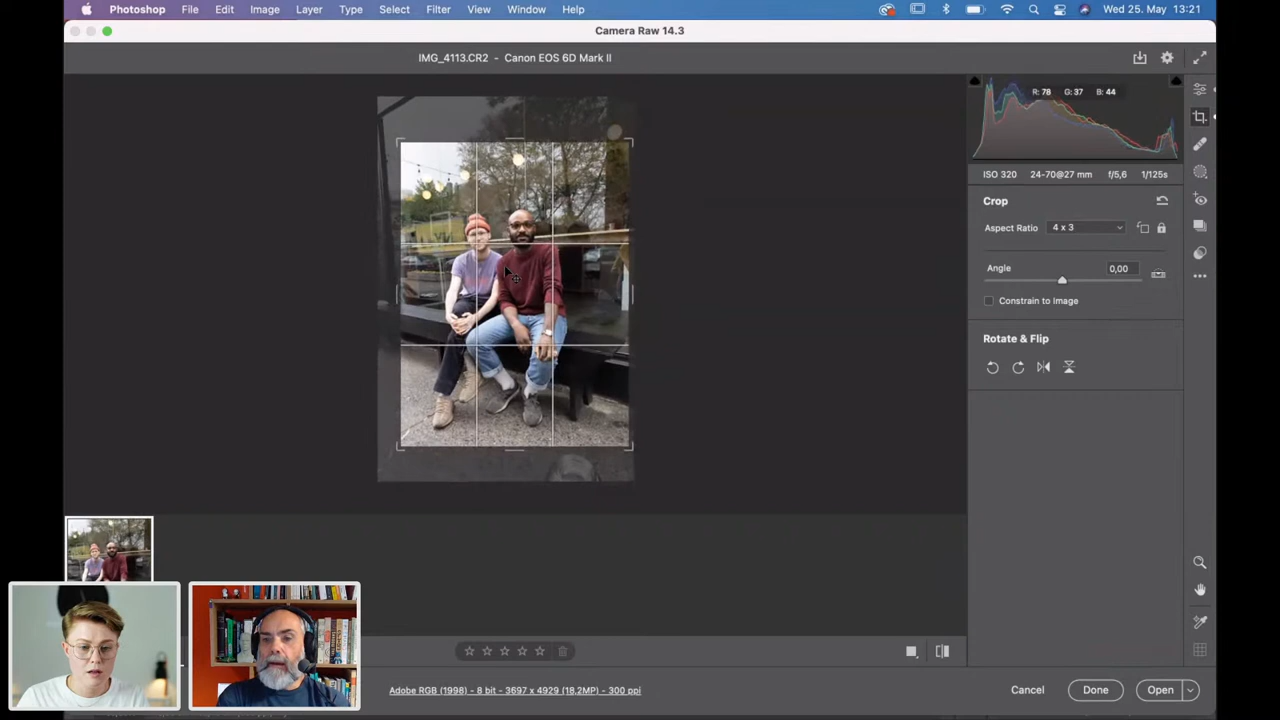 Photoshop File Edit Image Layer Type Select Filter View Window Help Wed 25. May 13:21
Camera Raw 14.3
IMG_4113.CR2 - Canon EOS 6D Mark II
R: 78 G: 37 B: 44
ISO 320 24-70@27 mm f/5,6 1/125s
Crop
Aspect Ratio 4 x 3
Angle 0,00
Constrain to Image
Rotate & Flip
Adobe RGB (1998) - 8 bit - 3697 x 4929 (18,2MP) - 300 ppi
Cancel Done Open